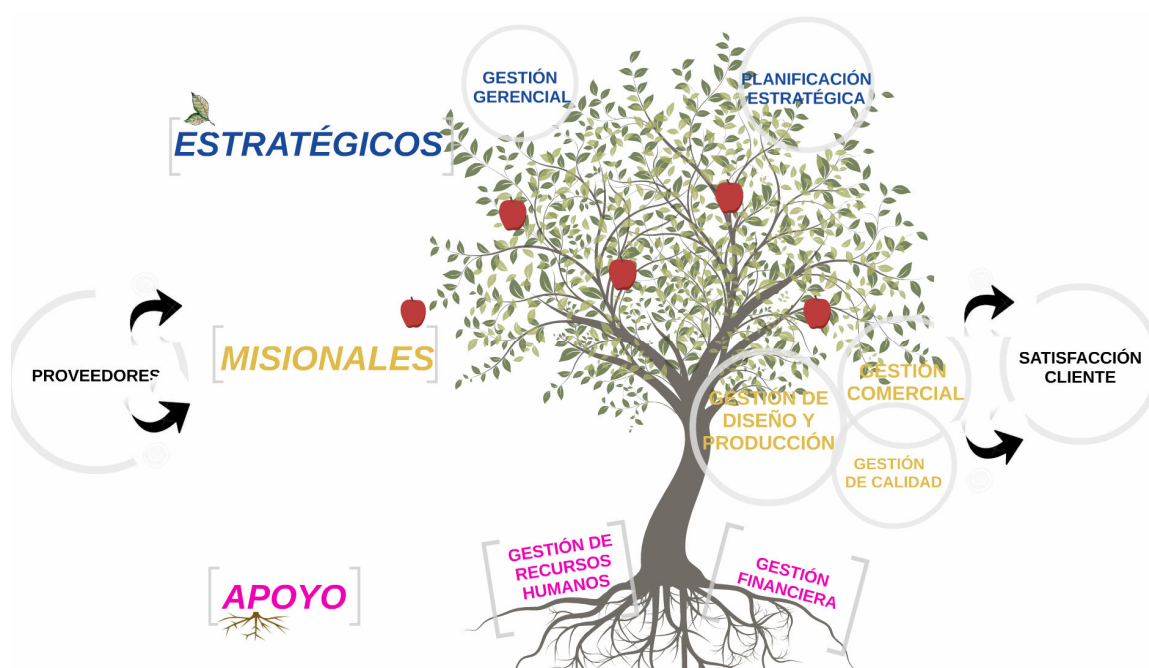 GESTIÓN
GERENCIAL
PLANIFICACIÓN
ESTRATÉGICA
ESTRATÉGICOS
PROVEEDORES
MISIONALES
GESTIÓN DE
DISEÑO Y
PRODUCCIÓN
GESTIÓN
COMERCIAL
GESTIÓN
DE CALIDAD
SATISFACCIÓN
CLIENTE
APOYO
GESTIÓN DE
RECURSOS
HUMANOS
GESTIÓN
FINANCIERA